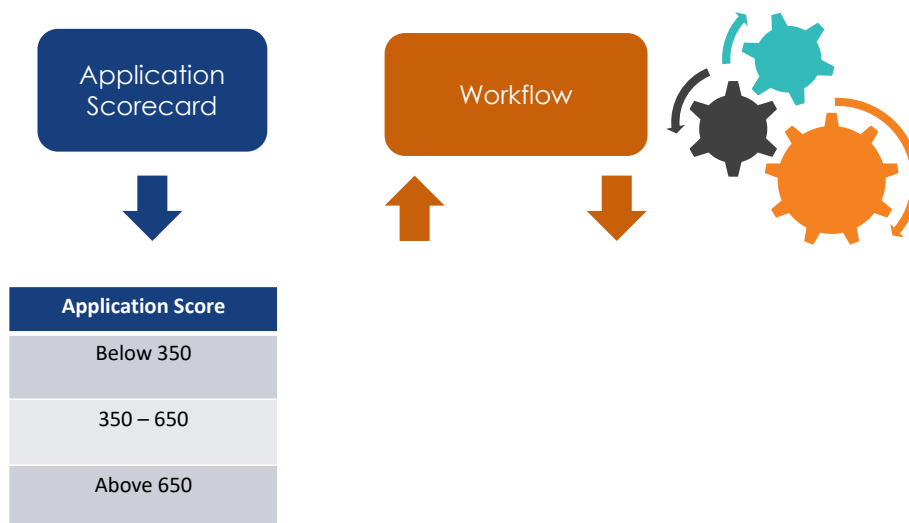 Application
Scorecard
Workflow
Application Score
Below 350
350 – 650
Above 650